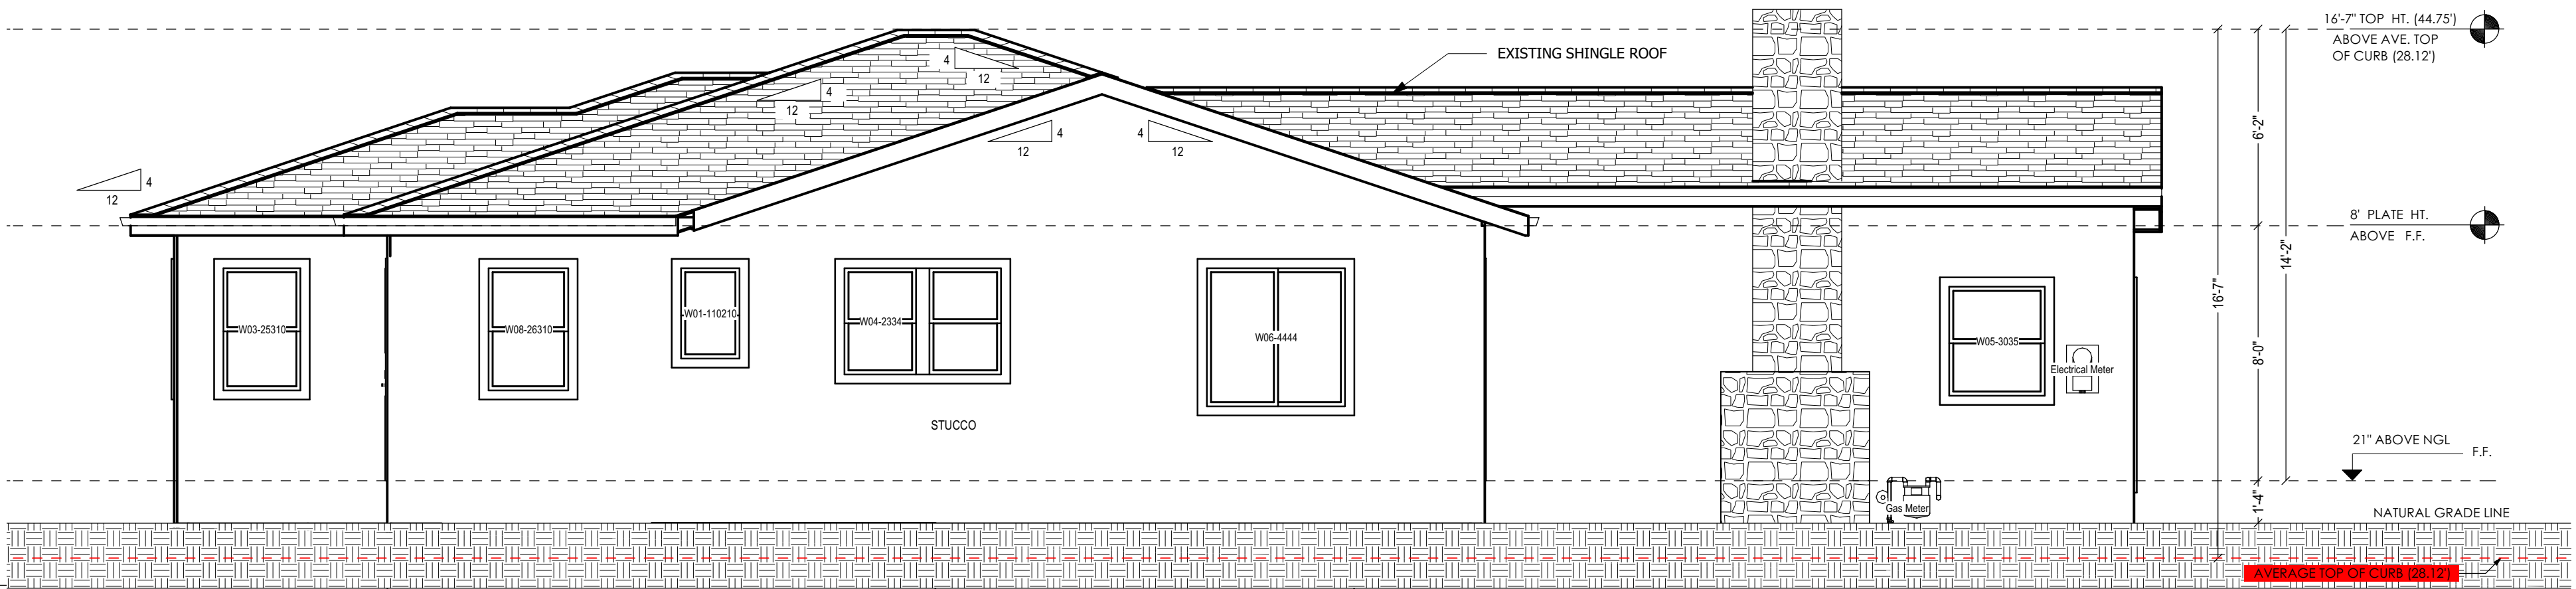 16'-7" TOP HT. (44.75')
ABOVE AVE. TOP
OF CURB (28.12')
EXISTING SHINGLE ROOF
4
12
4
12
4
12
4
12
4
12
6'-2"
8' PLATE HT.
ABOVE F.F.
14'-2"
16'-7"
8'-0"
W03-25310
W08-26310
W01-110210
W04-2334
W06-4444
W05-3035
Electrical Meter
STUCCO
21" ABOVE NGL
F.F.
1'-4"
Gas Meter
NATURAL GRADE LINE
AVERAGE TOP OF CURB (28.12')